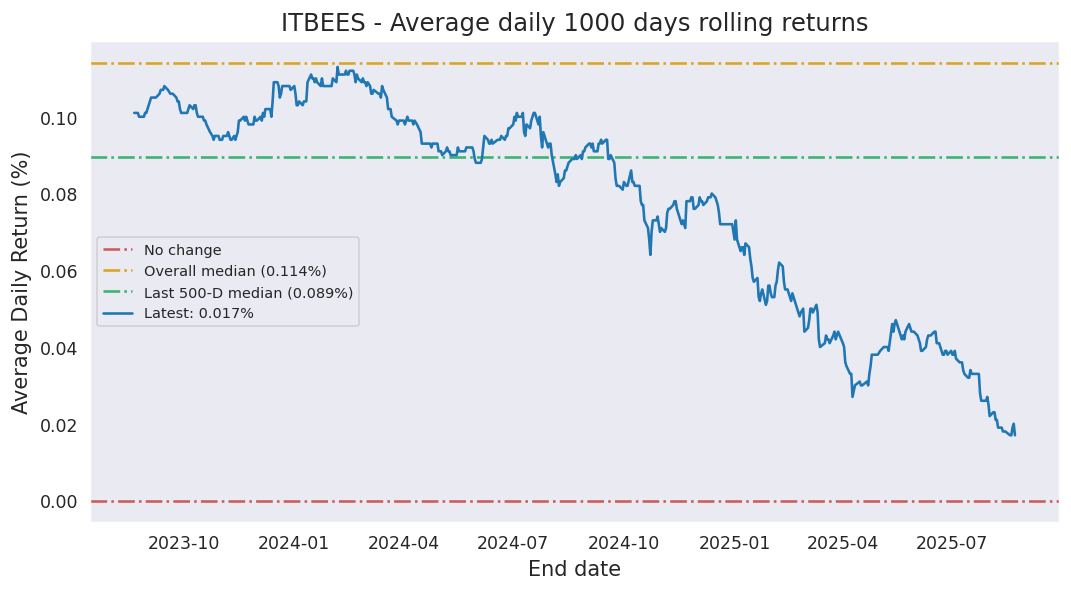 ITBEES - Average daily 1000 days rolling returns
Average Daily Return (%)
0.10
0.08
0.06
0.04
0.02
0.00
No change
Overall median (0.114%)
Last 500-D median (0.089%)
Latest: 0.017%
2023-10
2024-01
2024-04
2024-07
2024-10
2025-01
2025-04
2025-07
End date